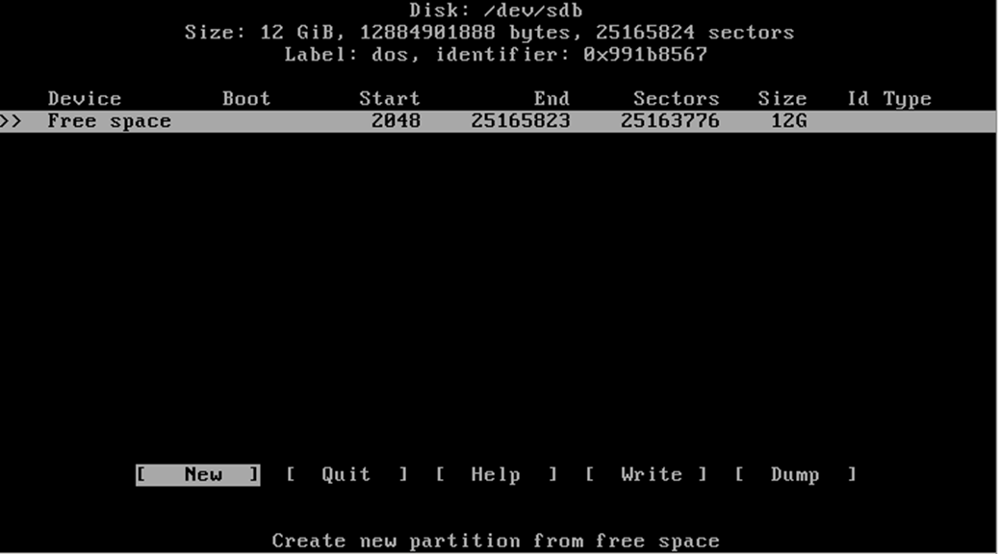 Disk: /dev/sdb
Size: 12 GiB, 12884901888 bytes, 25165824 sectors
Label: dos, identifier: 0x991b8567
Device Boot Start End Sectors Size Id Type
>> Free space 2048 25165823 25163776 12G
[ New ] [ Quit ] [ Help ] [ Write ] [ Dump ]
Create new partition from free space